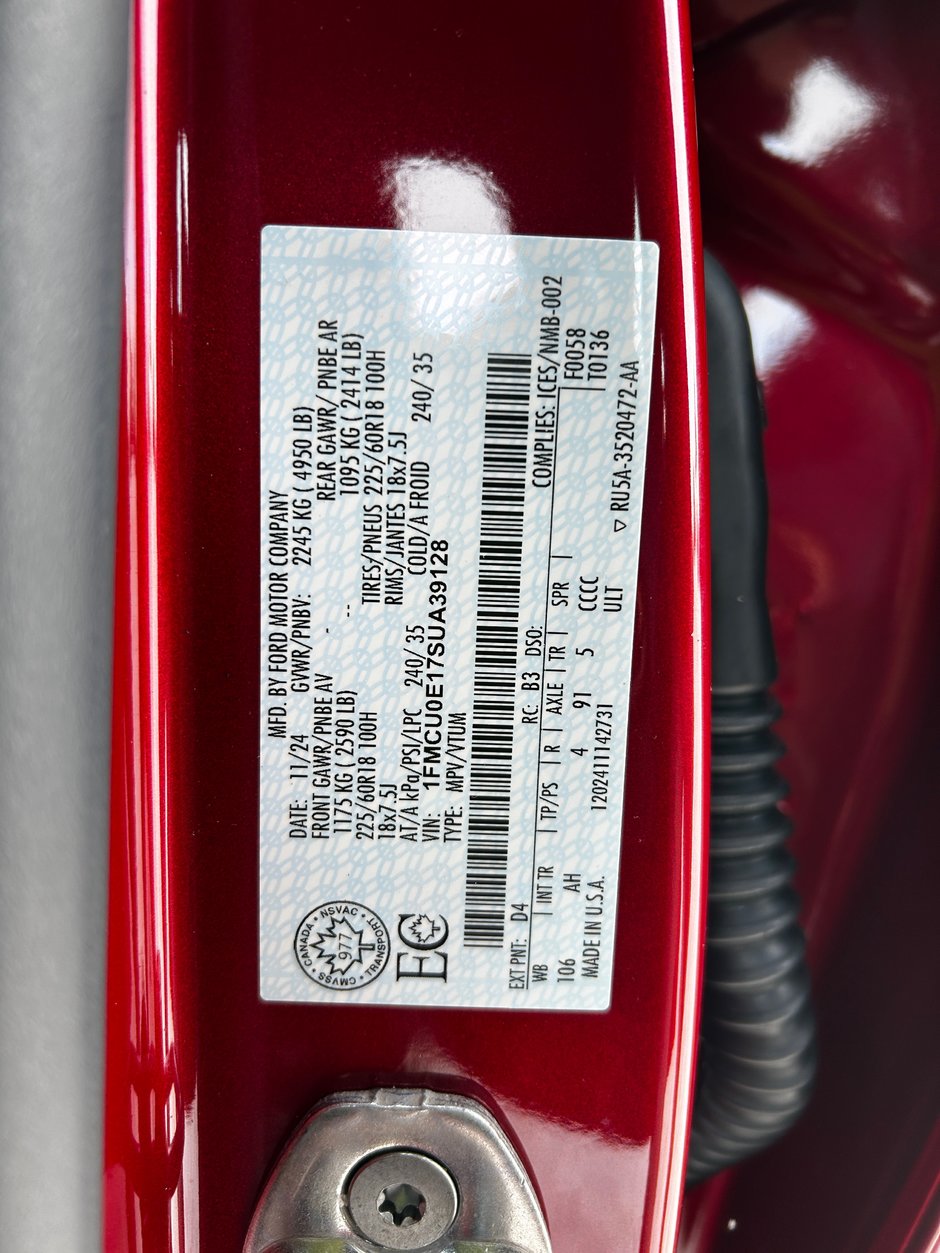 MFD. BY FORD MOTOR COMPANY
DATE: 11/24 GVWR/PNBV: 2245 KG ( 4950 LB)
FRONT GAWR/PNBE AV REAR GAWR/ PNBE AR
1175 KG (2590 LB) 1095 KG ( 2414 LB)
225/60R18 100H TIRES/PNEUS 225/60R18 100H
18x7.5J RIMS/JANTES 18x7.5J
AT/A kPa/PSI/LPC 240/ 35 COLD/A FROID 240/ 35
VIN: 1FMCU0E17SUA39128
TYPE: MPV/VTUM
CANADA • NSVAC • TRANSPORT • CMVSS •
977
EC
COMPLIES: ICES/NMB-002
EXT PNT: D4 RC: B3 DSO: F0058
WB | INT TR | TP/PS | R | AXLE | TR | SPR | T0136
106 AH 4 91 5 CCCC
MADE IN U.S.A. 120241142731 ULT ▽ RU5A-3520472-AA